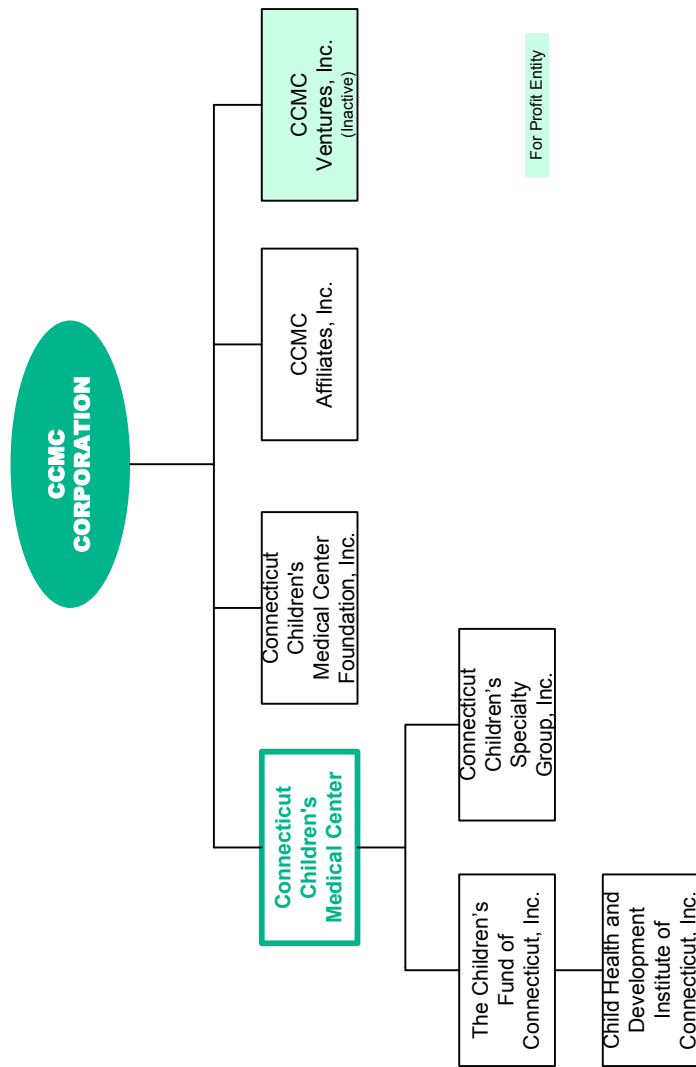 CCMC
CORPORATION
Connecticut
Children's
Medical Center
Connecticut
Children's
Medical Center
Foundation, Inc.
CCMC
Affiliates, Inc.
CCMC
Ventures, Inc.
(Inactive)
The Children's
Fund of
Connecticut, Inc.
Connecticut
Children’s
Specialty
Group, Inc.
For Profit Entity
Child Health and
Development
Institute of
Connecticut, Inc.